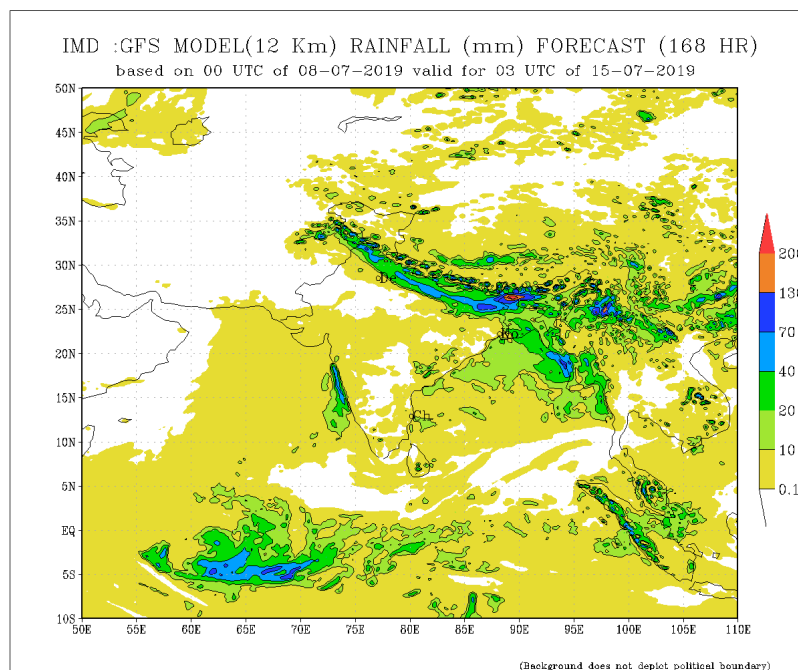 IMD :GFS MODEL(12 Km) RAINFALL (mm) FORECAST (168 HR)
based on 00 UTC of 08-07-2019 valid for 03 UTC of 15-07-2019
50N
45N
40N
35N
30N
25N
20N
15N
10N
5N
EQ
5S
10S
50E
55E
60E
65E
70E
75E
80E
85E
90E
95E
100E
105E
110E
Ch
200
130
70
40
20
10
0.1
(Background does not depict political boundary)